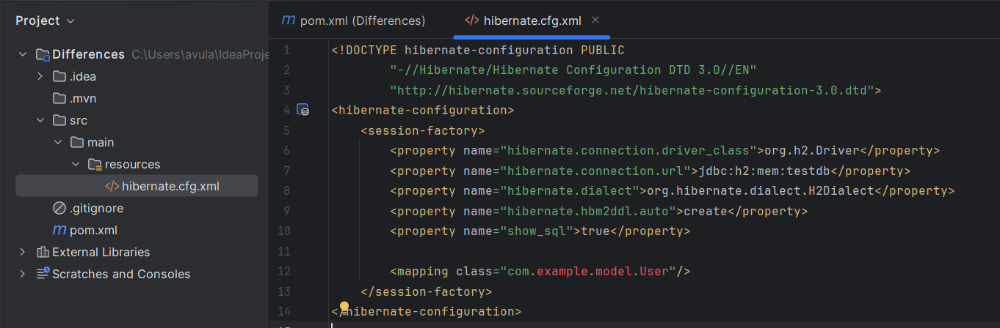 Project
Differences C:\Users\avula\IdeaProje
.idea
.mvn
src
main
resources
</> hibernate.cfg.xml
.gitignore
m pom.xml
External Libraries
Scratches and Consoles
m pom.xml (Differences)
</> hibernate.cfg.xml ×
1 <!DOCTYPE hibernate-configuration PUBLIC
2 "-//Hibernate/Hibernate Configuration DTD 3.0//EN"
3 "http://hibernate.sourceforge.net/hibernate-configuration-3.0.dtd">
4 <hibernate-configuration>
5 <session-factory>
6 <property name="hibernate.connection.driver_class">org.h2.Driver</property>
7 <property name="hibernate.connection.url">jdbc:h2:mem:testdb</property>
8 <property name="hibernate.dialect">org.hibernate.dialect.H2Dialect</property>
9 <property name="hibernate.hbm2ddl.auto">create</property>
10 <property name="show_sql">true</property>
11
12 <mapping class="com.example.model.User"/>
13 </session-factory>
14 </hibernate-configuration>